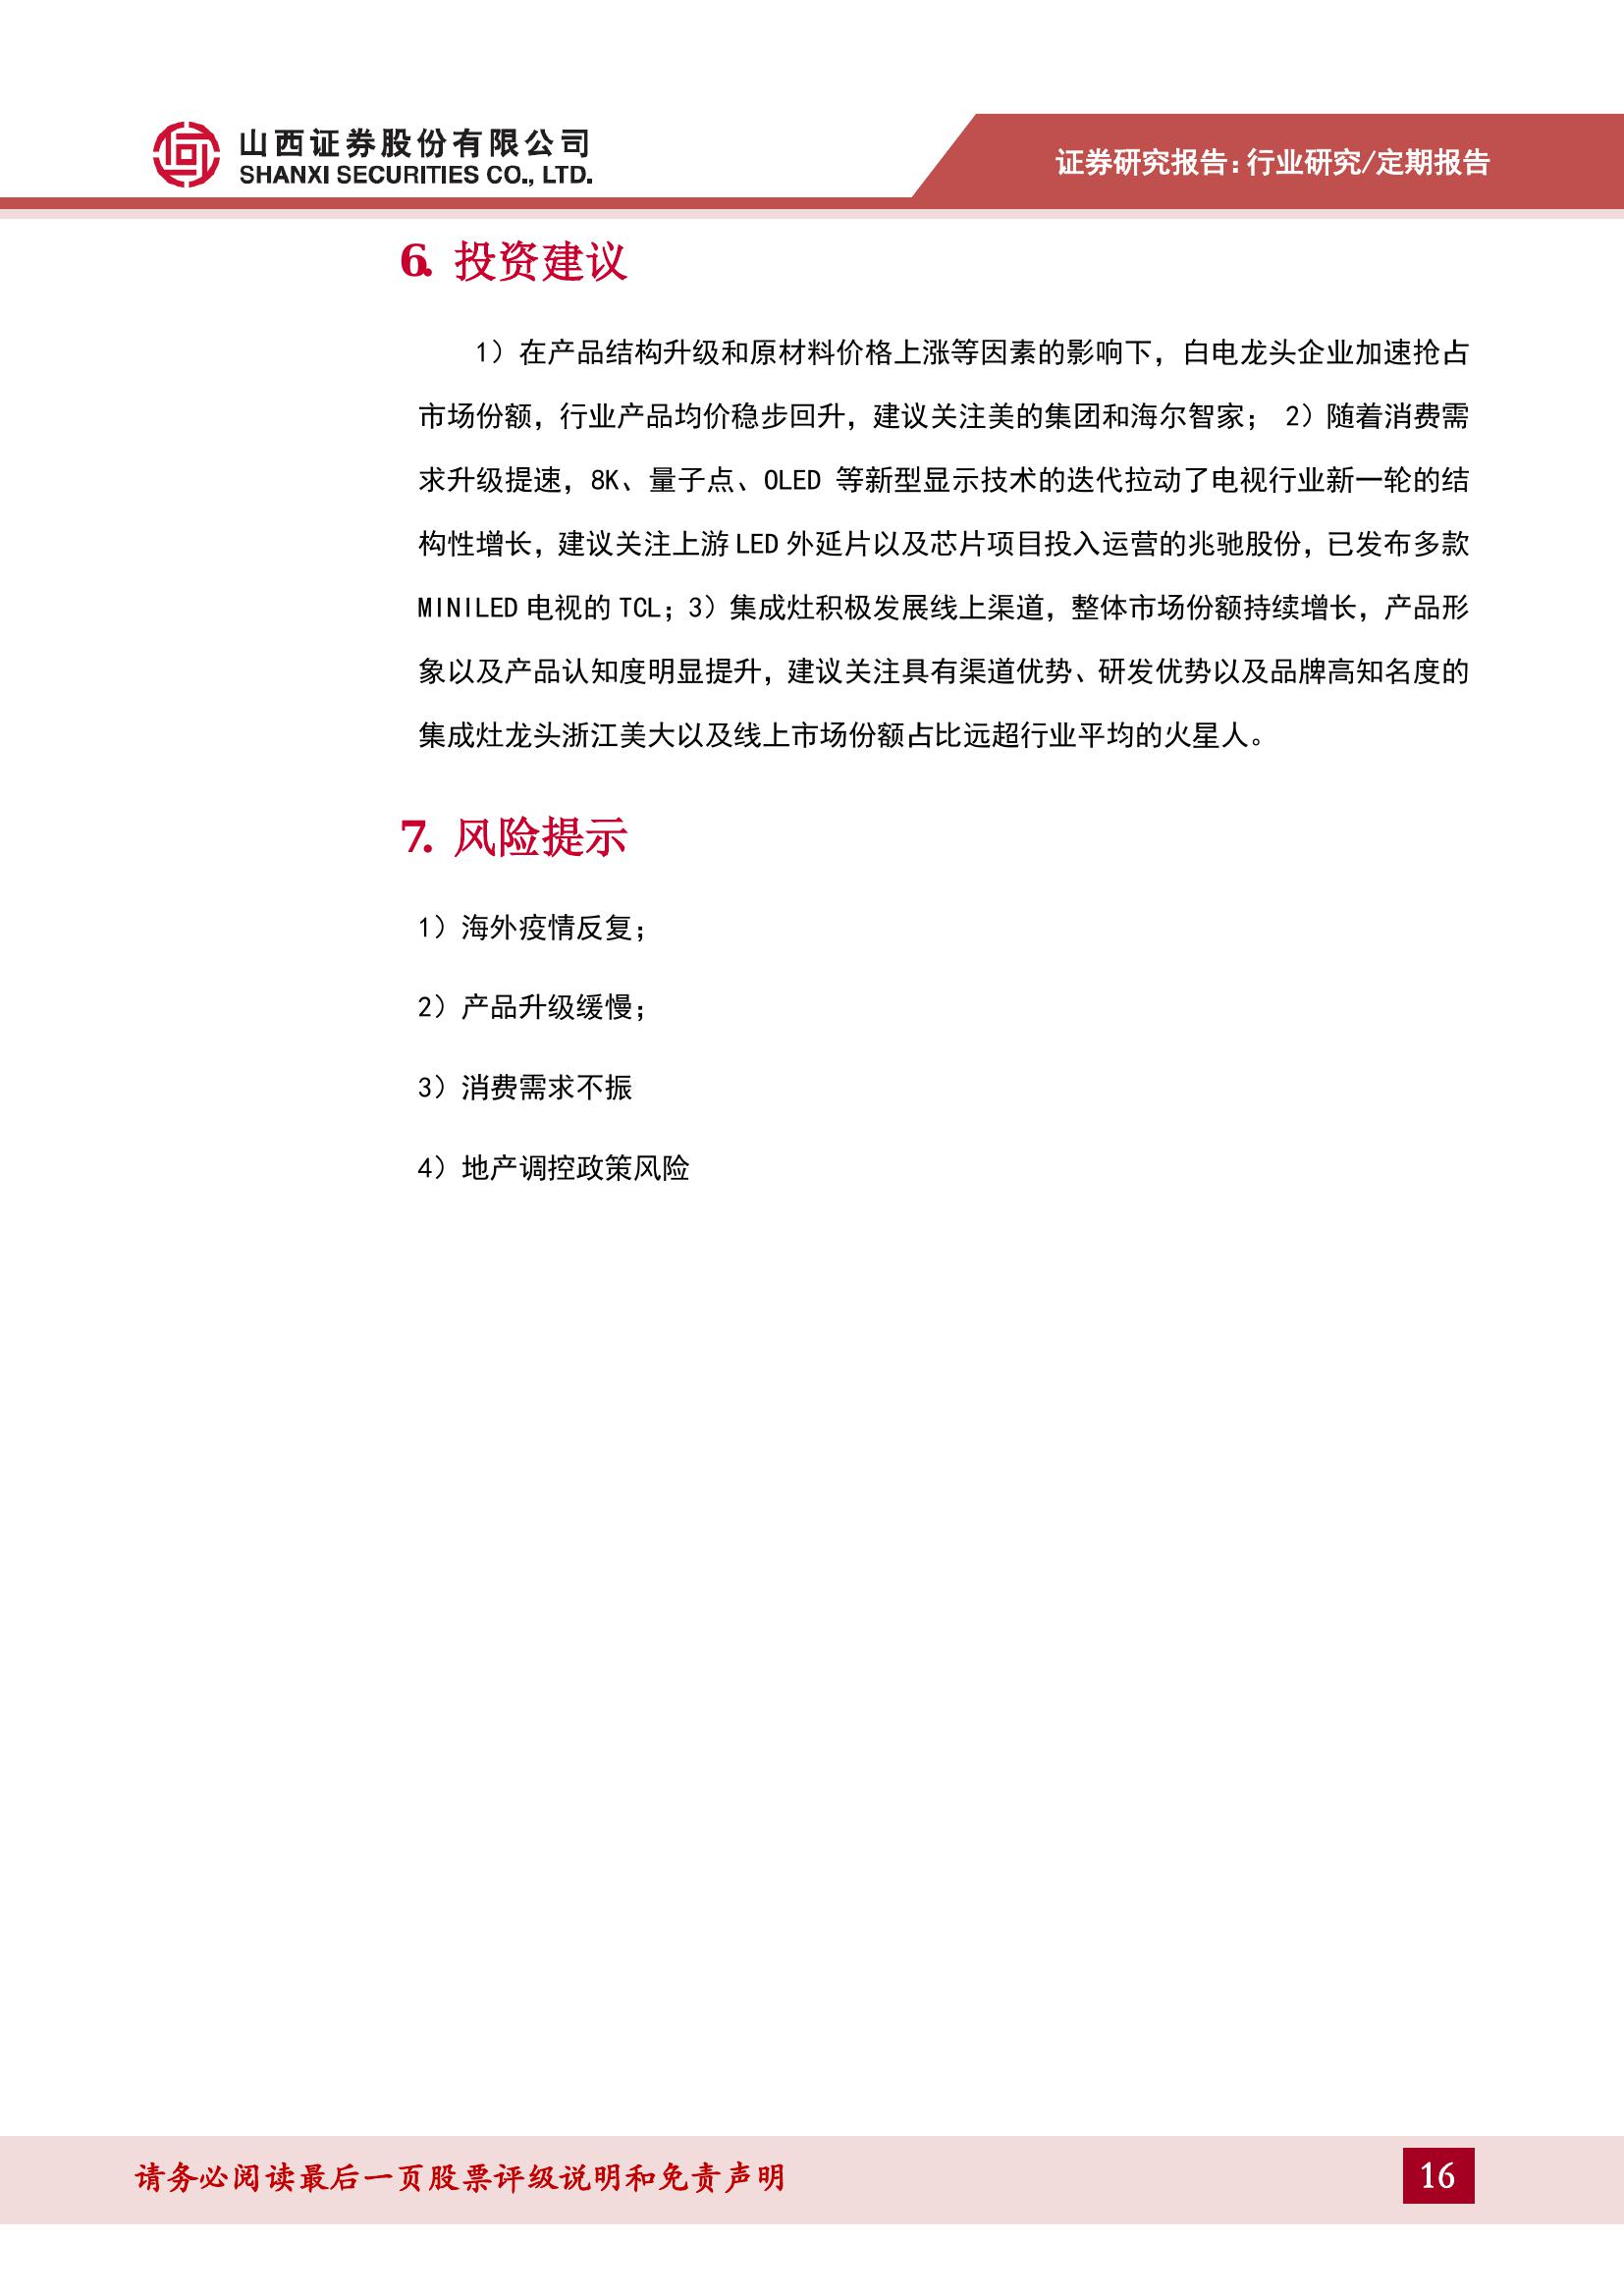 山西证券股份有限公司
SHANXI SECURITIES CO., LTD.
证券研究报告:行业研究/定期报告
6. 投资建议
1）在产品结构升级和原材料价格上涨等因素的影响下，白电龙头企业加速抢占
市场份额，行业产品均价稳步回升，建议关注美的集团和海尔智家； 2）随着消费需
求升级提速，8K、量子点、OLED 等新型显示技术的迭代拉动了电视行业新一轮的结
构性增长，建议关注上游 LED 外延片以及芯片项目投入运营的兆驰股份，已发布多款
MINILED 电视的 TCL；3）集成灶积极发展线上渠道，整体市场份额持续增长，产品形
象以及产品认知度明显提升，建议关注具有渠道优势、研发优势以及品牌高知名度的
集成灶龙头浙江美大以及线上市场份额占比远超行业平均的火星人。
7. 风险提示
1）海外疫情反复；
2）产品升级缓慢；
3）消费需求不振
4）地产调控政策风险
请务必阅读最后一页股票评级说明和免责声明
16